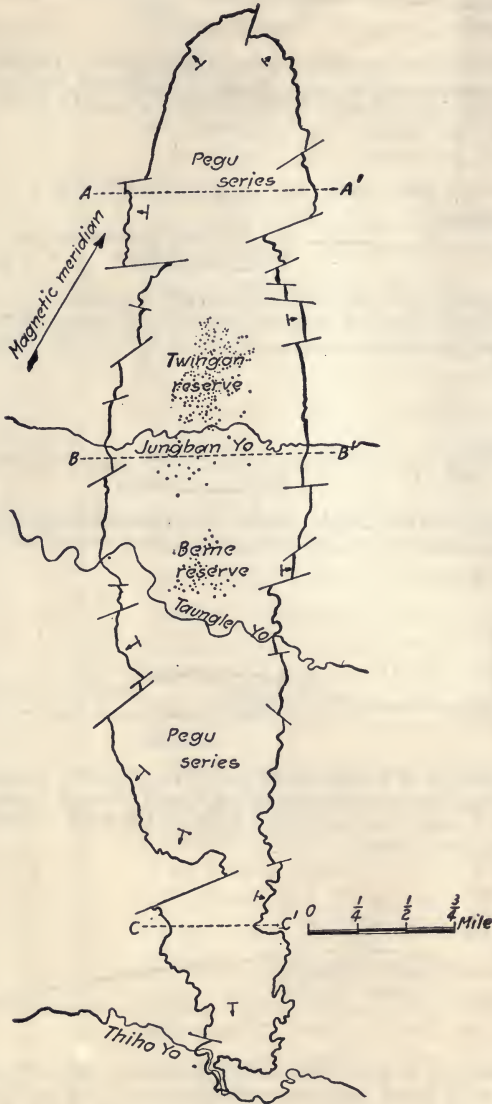 Pegu
series
A A'
Magnetic meridian
Twingon
reserve
Jungban Yo
B B'
Beme
reserve
Taungle Yo
Pegu
series
C C'
0 1/4 1/2 3/4 Mile
Thiho Yo